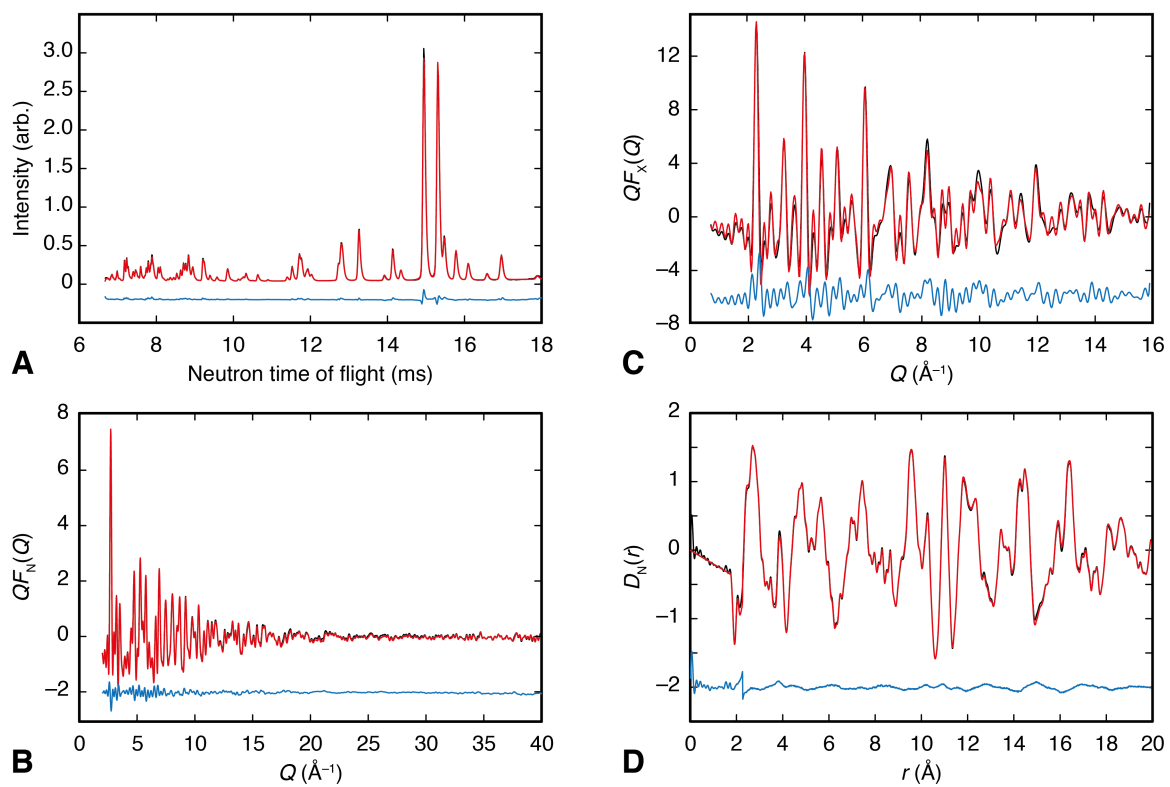 3.0
2.5
2.0
1.5
1.0
0.5
0
Intensity (arb.)
6 8 10 12 14 16 18
Neutron time of flight (ms)
A
12
8
4
0
−4
−8
QFX(Q)
0 2 4 6 8 10 12 14 16
Q (Å−1)
C
8
6
4
2
0
−2
QFN(Q)
0 5 10 15 20 25 30 35 40
Q (Å−1)
B
2
1
0
−1
−2
DN(r)
0 2 4 6 8 10 12 14 16 18 20
r (Å)
D